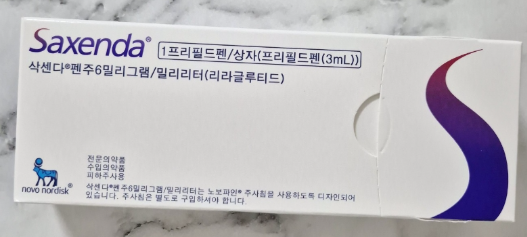 Saxenda®
1프리필드펜/상자(프리필드펜(3mL))
삭센다®펜주6밀리그램/밀리리터(리라글루티드)
전문의약품
수입의약품
피하주사용
삭센다®펜주6밀리그램/밀리리터는 노보파인® 주사침을 사용하도록 디자인되어
있습니다. 주사침은 별도로 구입하셔야 합니다.
novo nordisk®